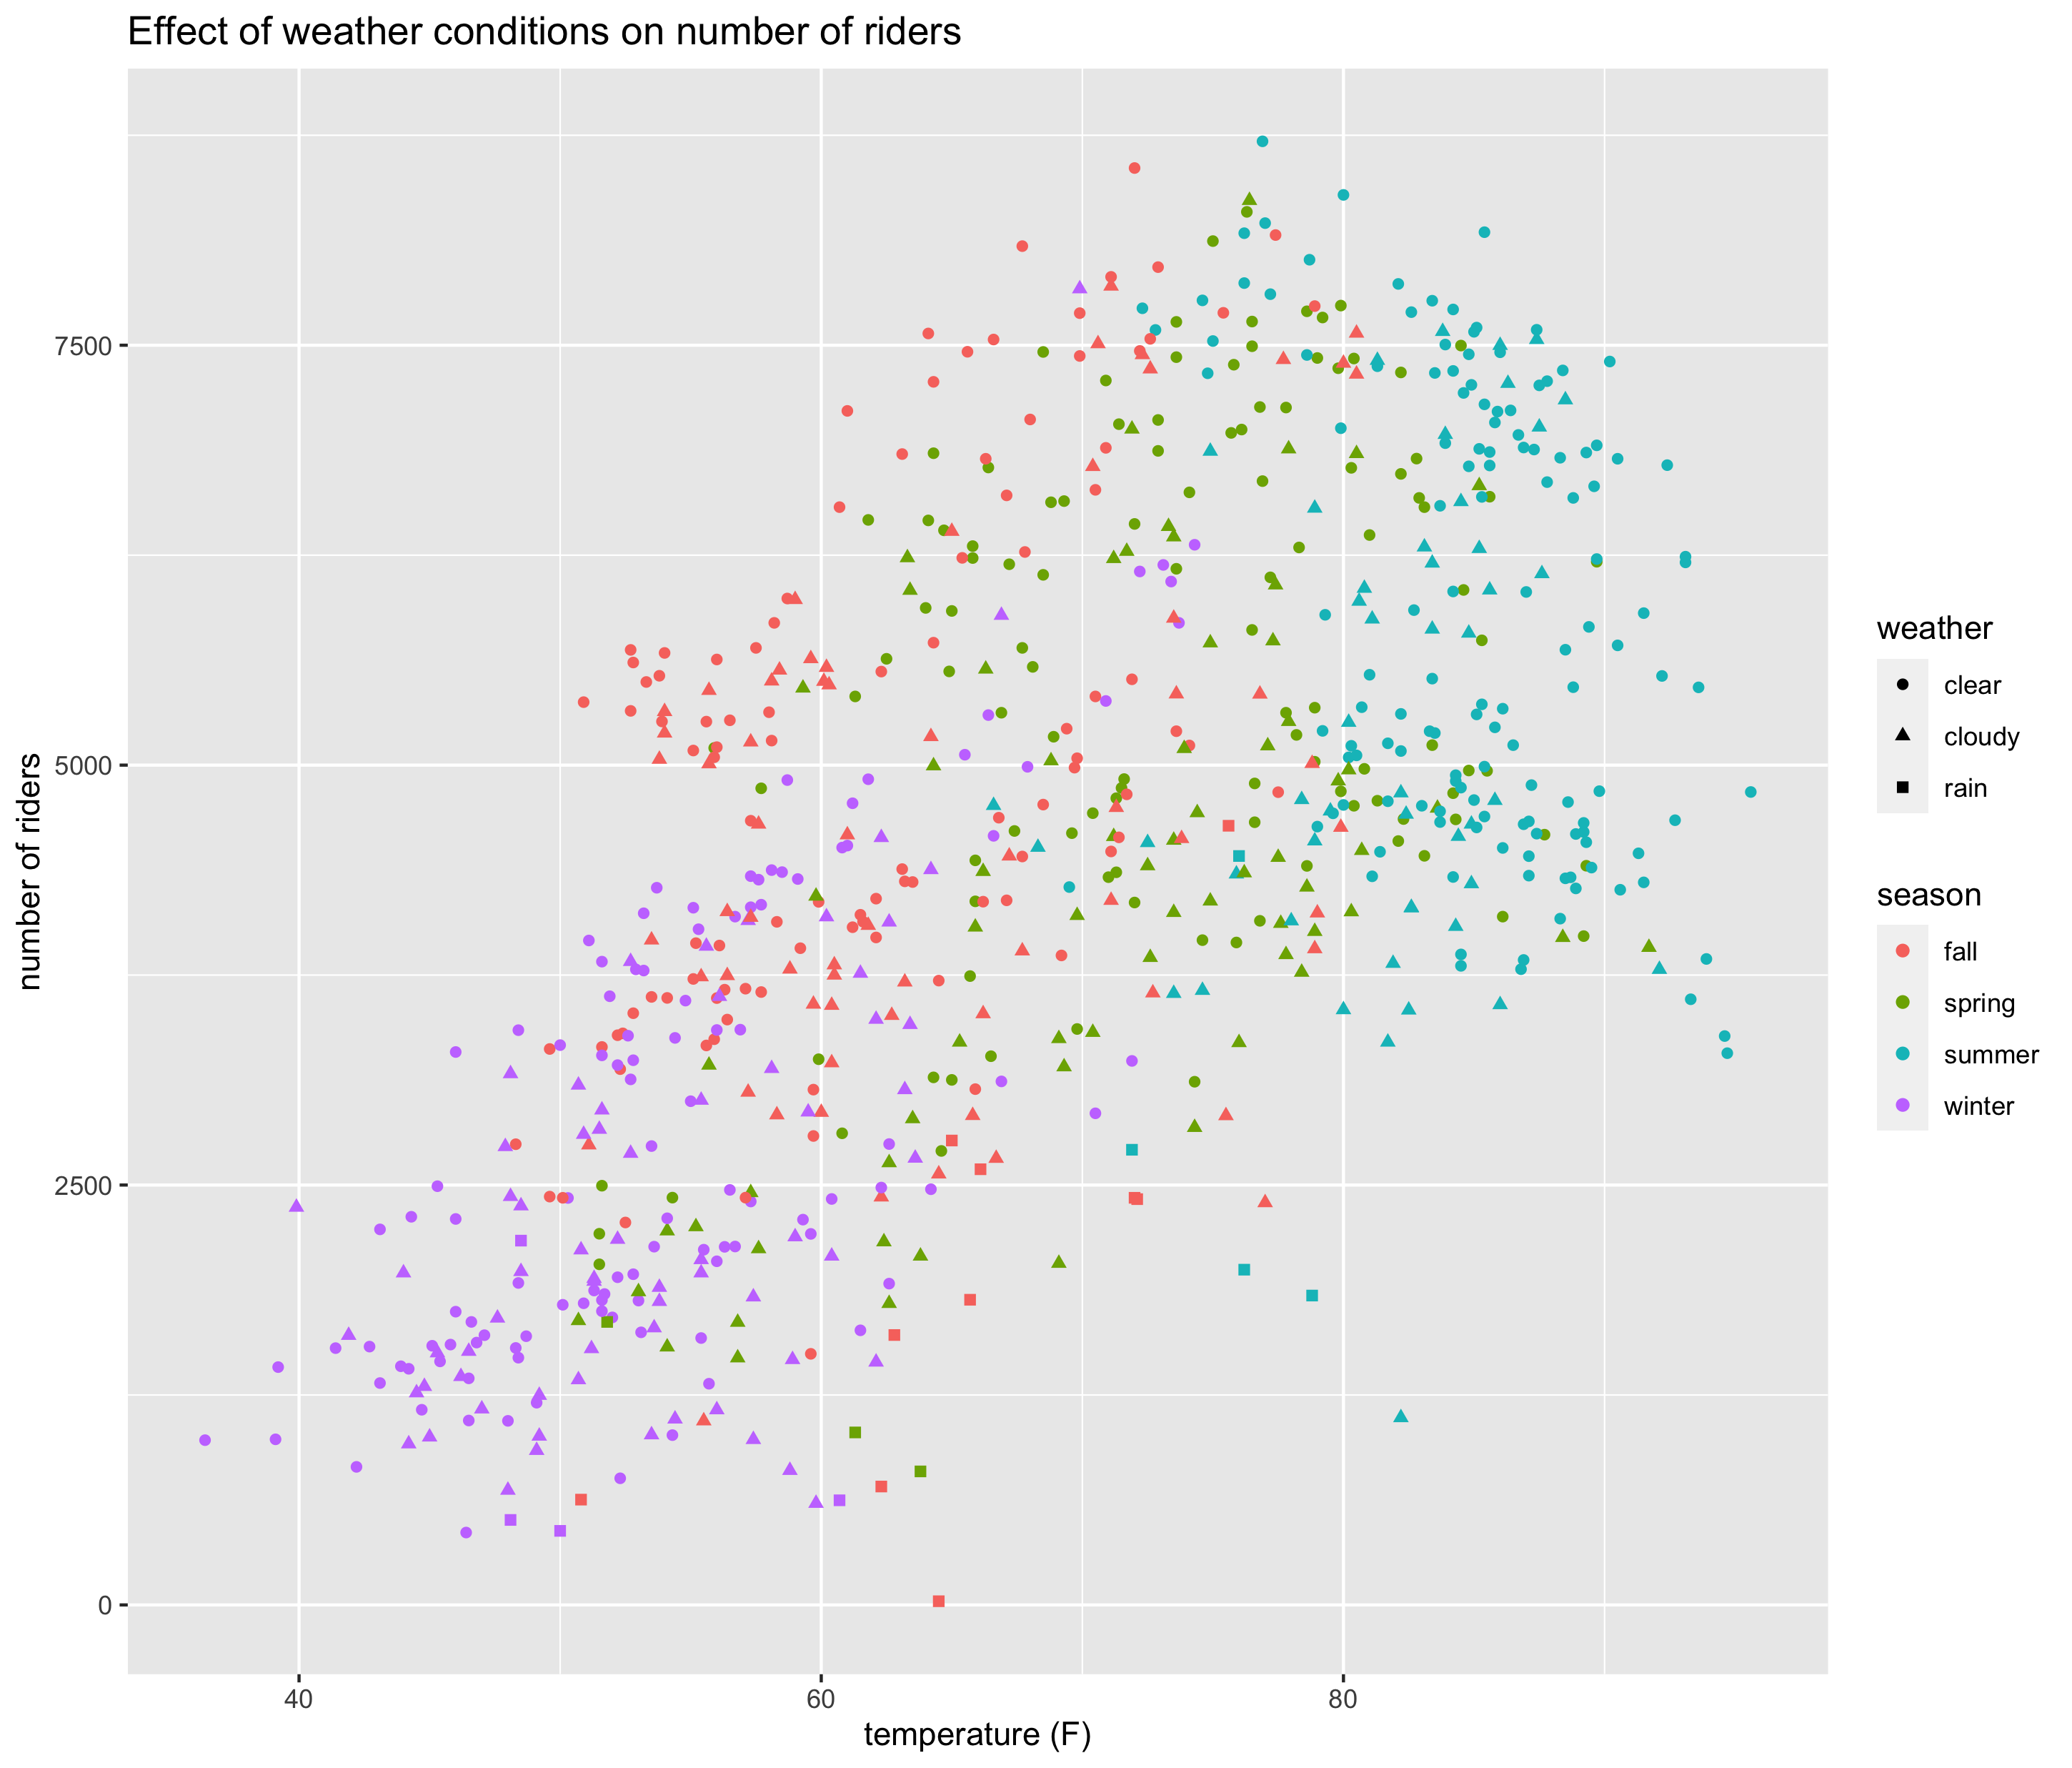 Effect of weather conditions on number of riders
number of riders
7500
5000
2500
0
40
60
80
temperature (F)
weather
clear
cloudy
rain
season
fall
spring
summer
winter